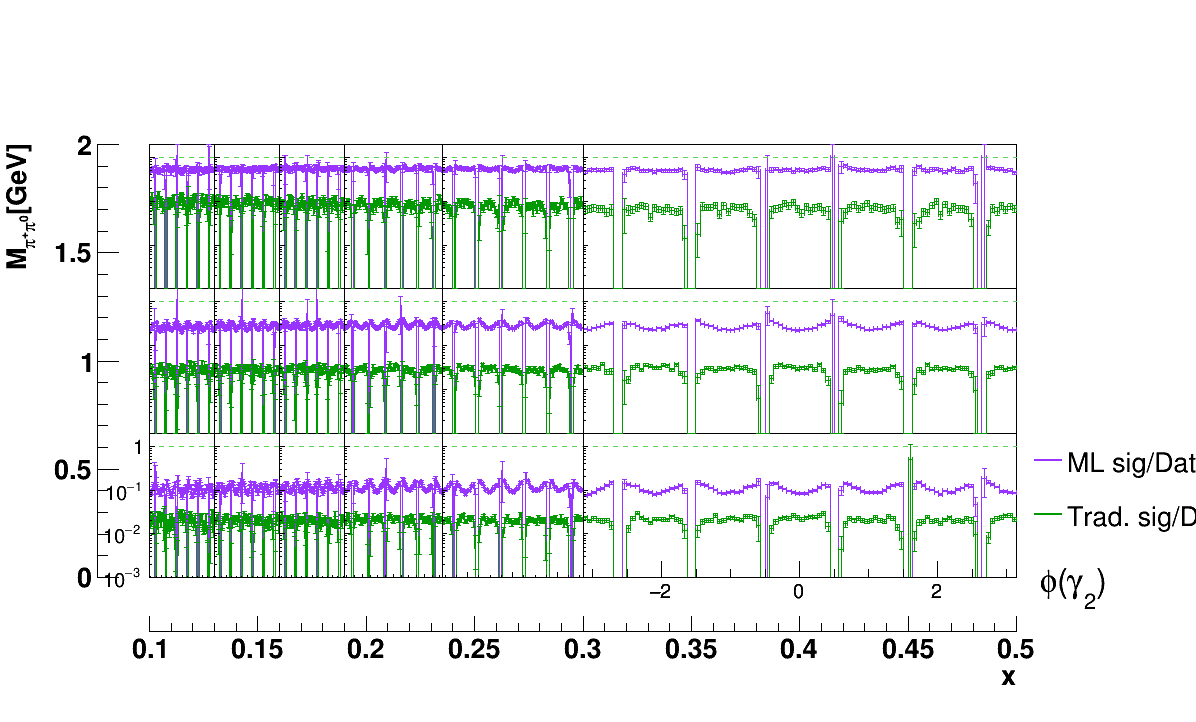 M_{π⁺π⁰}[GeV]
2
1.5
1
0.5
0
1
10⁻¹
10⁻²
10⁻³
ML sig/Dat
Trad. sig/D
−2 0 2
ϕ(γ₂)
0.1 0.15 0.2 0.25 0.3 0.35 0.4 0.45 0.5
x